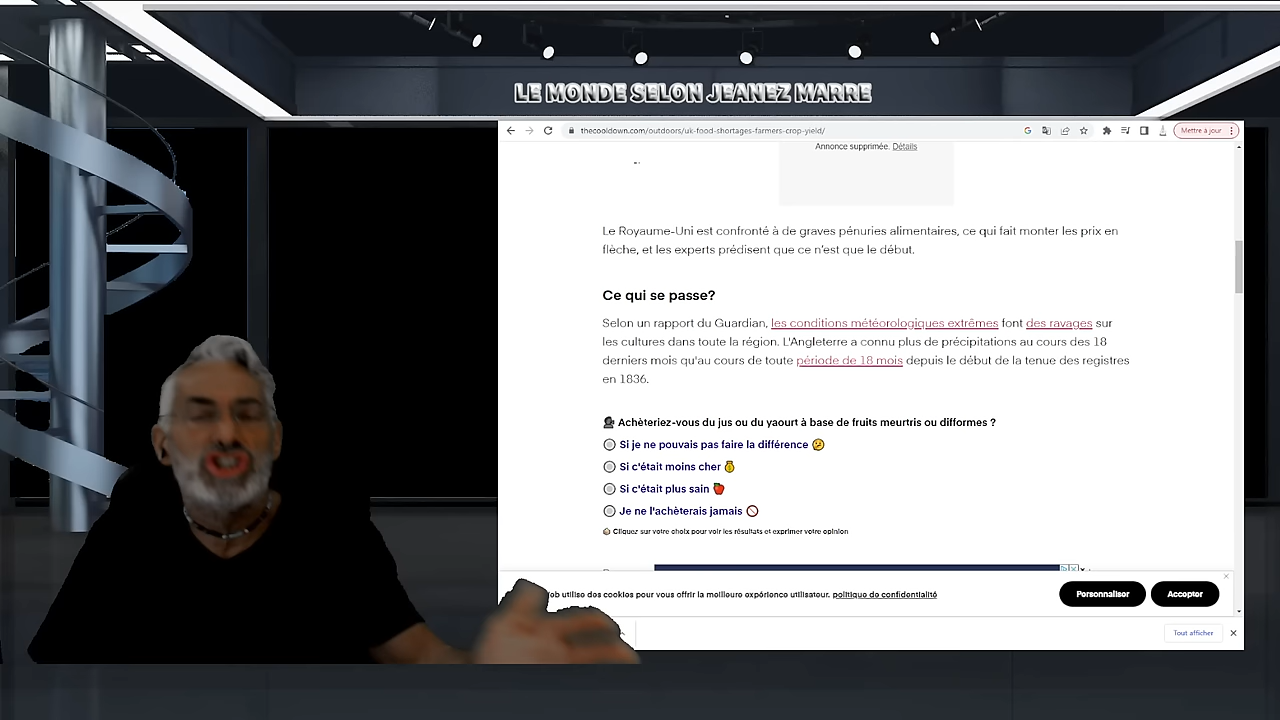 LE MONDE SELON JEANEZ MARRE
thecooldown.com/outdoors/uk-food-shortages-farmers-crop-yield/
Mettre à jour
Annonce supprimée. Détails
Le Royaume-Uni est confronté à de graves pénuries alimentaires, ce qui fait monter les prix en
flèche, et les experts prédisent que ce n'est que le début.
Ce qui se passe?
Selon un rapport du Guardian, les conditions météorologiques extrêmes font des ravages sur
les cultures dans toute la région. L'Angleterre a connu plus de précipitations au cours des 18
derniers mois qu'au cours de toute période de 18 mois depuis le début de la tenue des registres
en 1836.
Achèteriez-vous du jus ou du yaourt à base de fruits meurtris ou difformes ?
Si je ne pouvais pas faire la différence
Si c'était moins cher
Si c'était plus sain
Je ne l'achèterais jamais
Cliquez sur votre choix pour voir les résultats et exprimer votre opinion
utilise des cookies pour vous offrir la meilleure expérience utilisateur. politique de confidentialité
Personnaliser
Accepter
Tout afficher